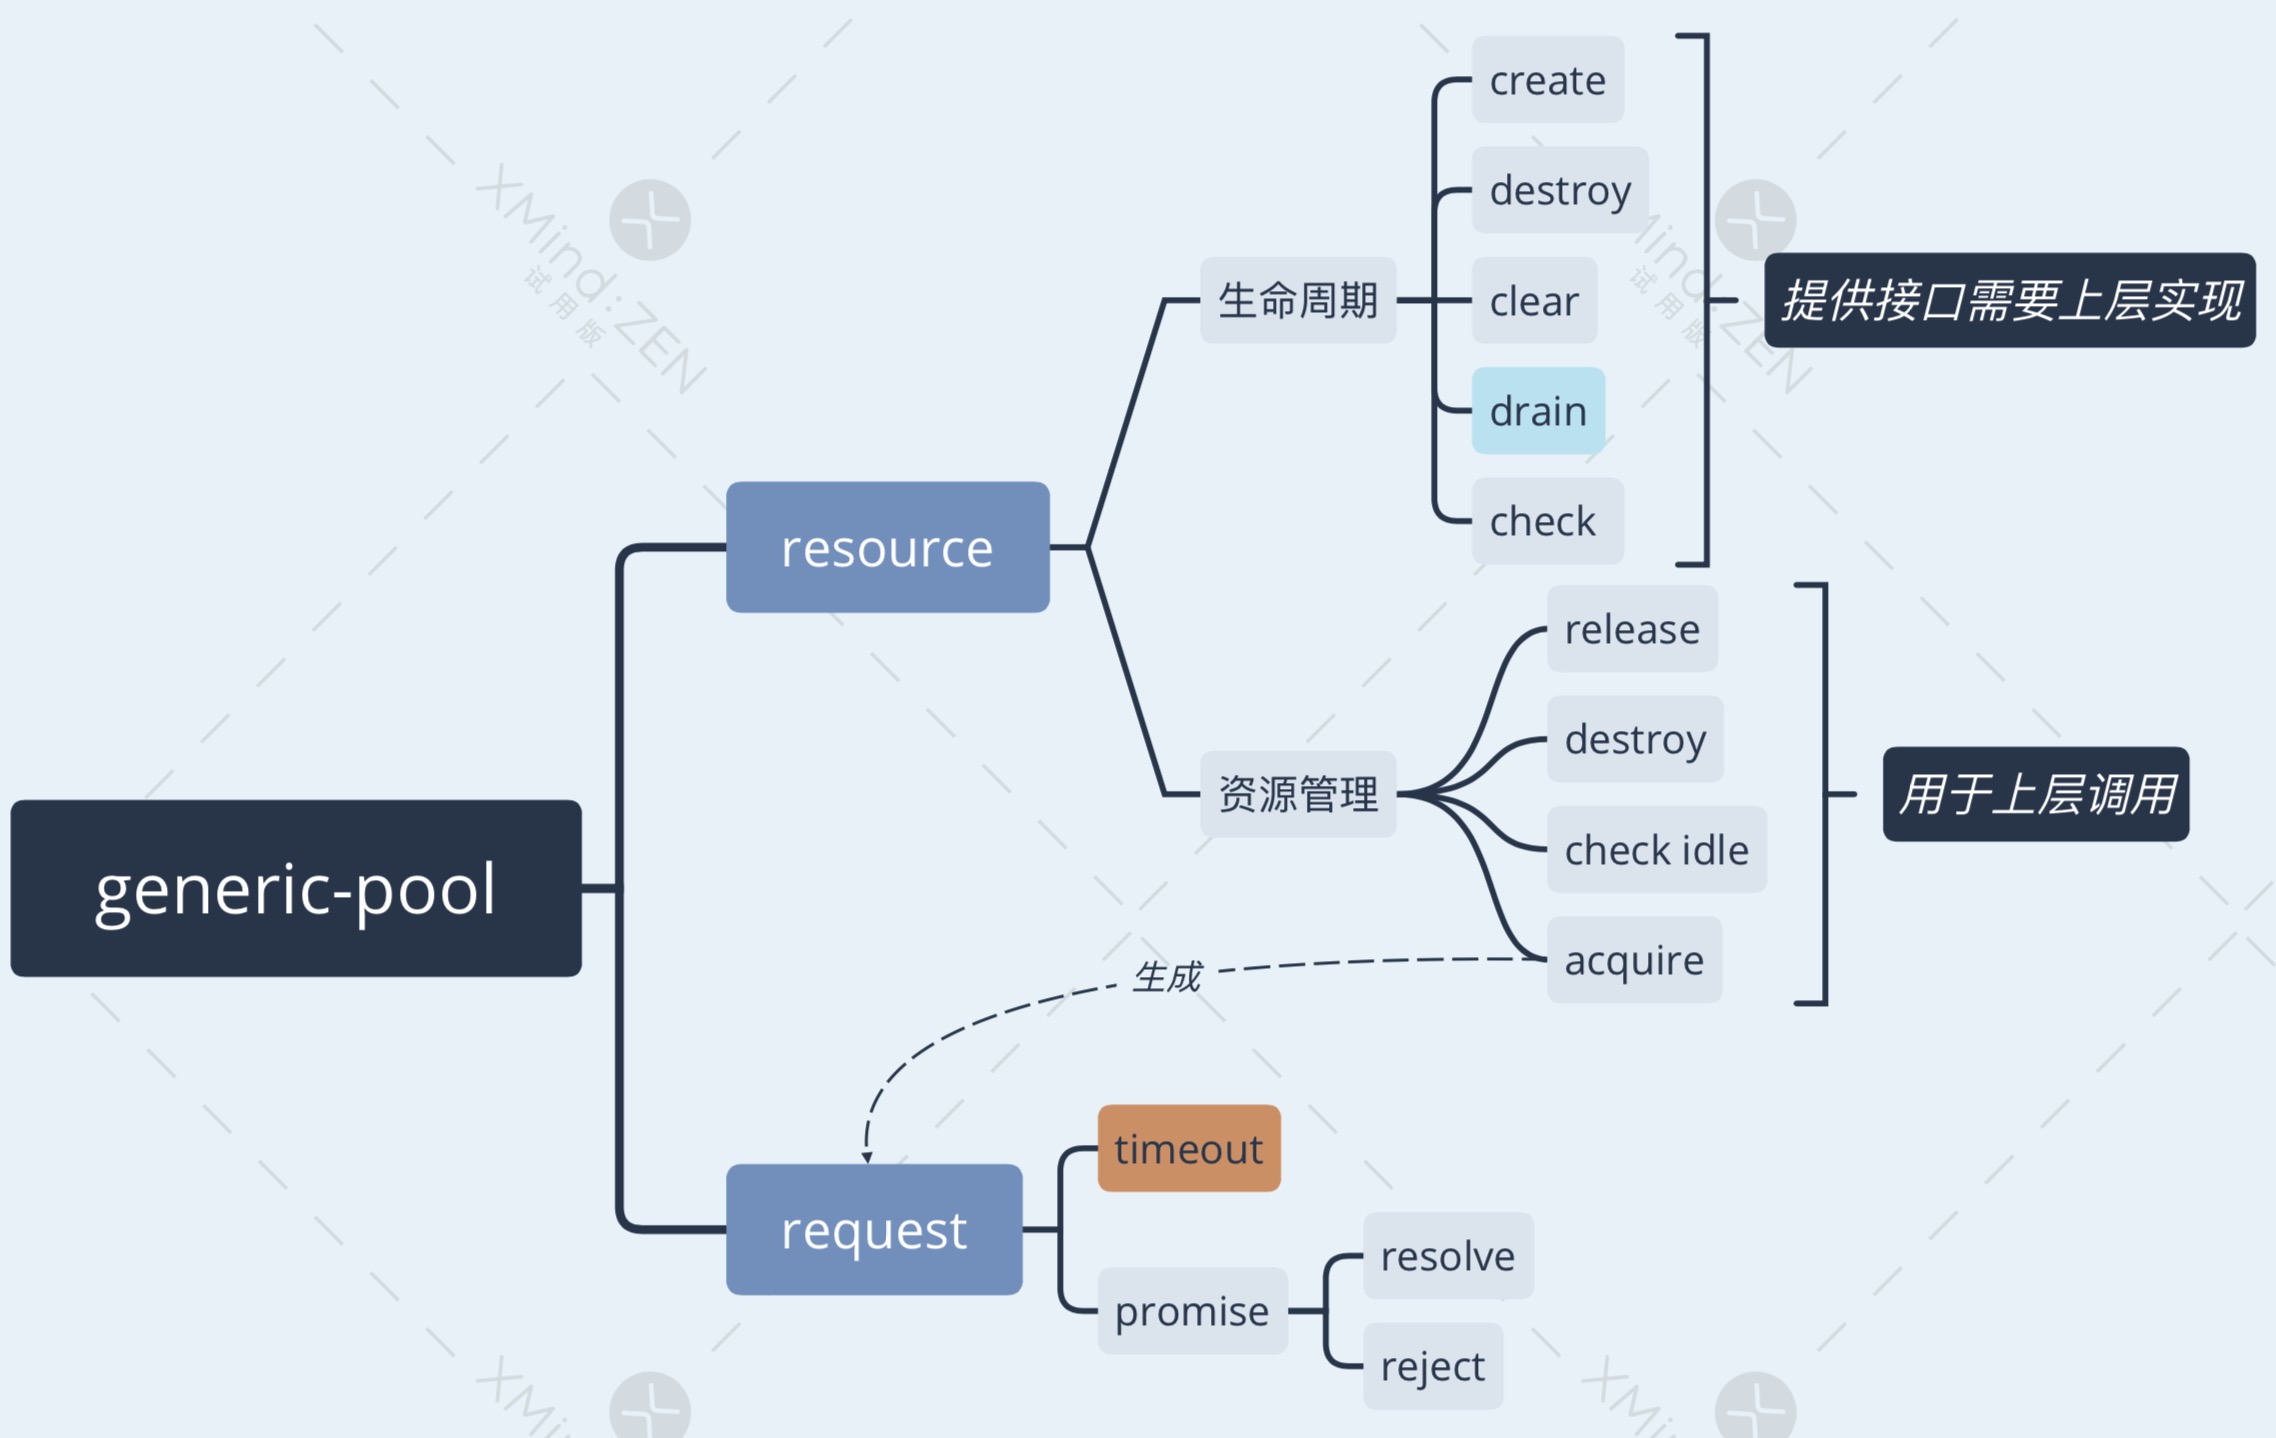 create
destroy
clear
drain
check
生命周期
提供接口需要上层实现
resource
release
destroy
check idle
acquire
资源管理
用于上层调用
generic-pool
生成
request
timeout
promise
resolve
reject
XMind:ZEN
试用版
Mind:ZEN
试用版
XMi
XMi